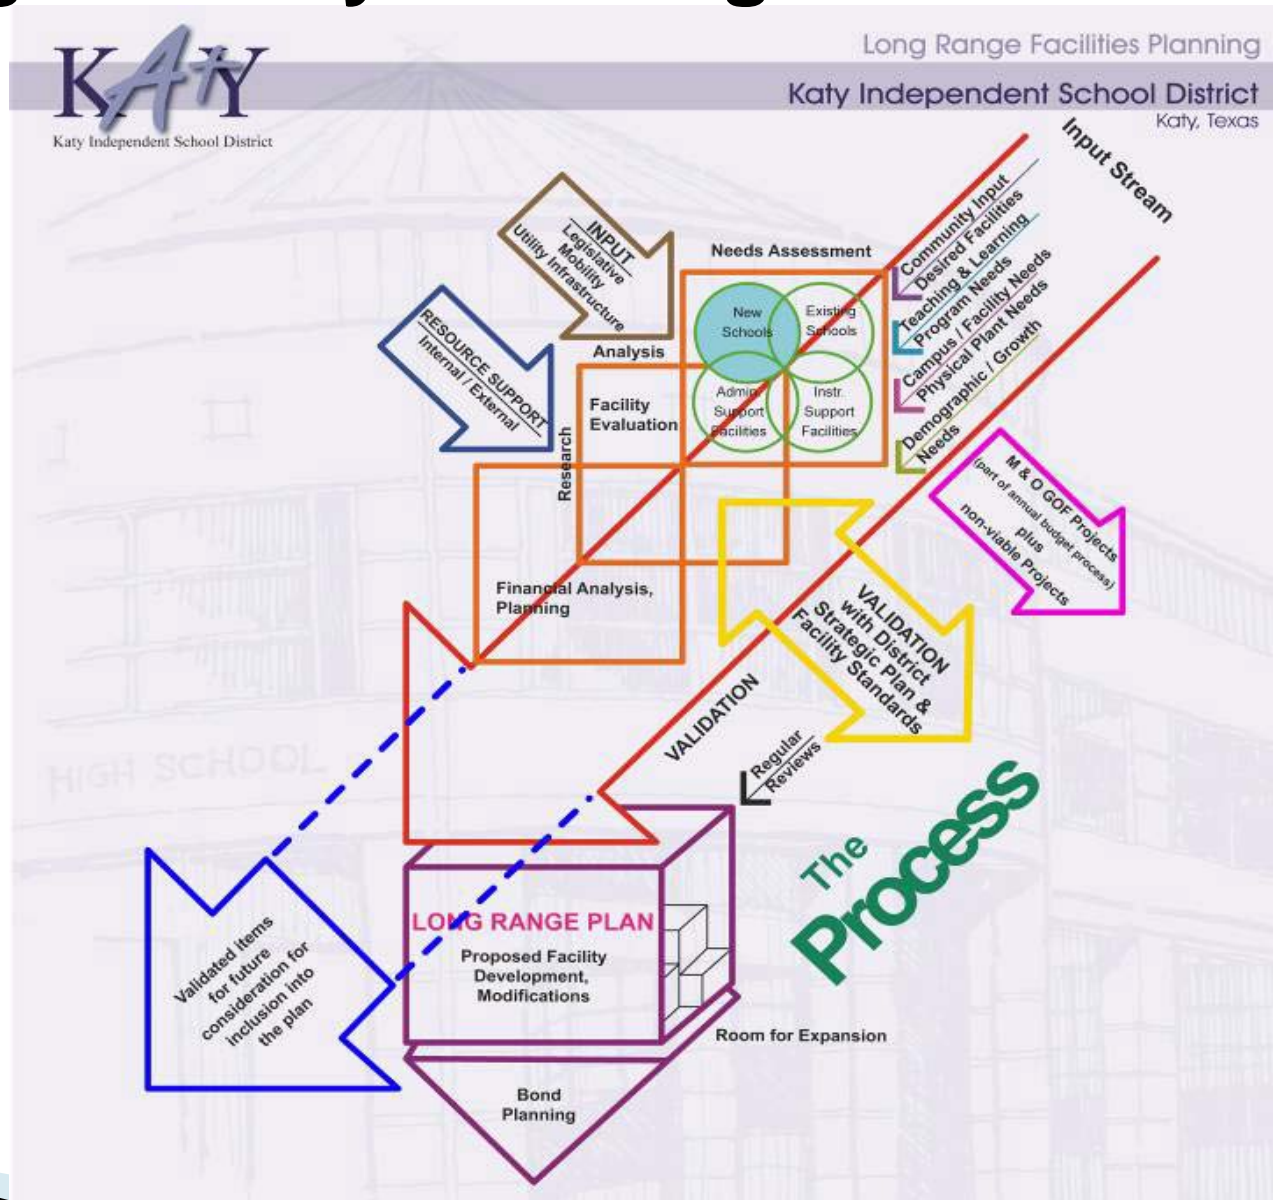 KAtY
Katy Independent School District
Long Range Facilities Planning
Katy Independent School District
Katy, Texas
Input Stream
Community Input
Desired Facilities
Teaching & Learning
Program Needs
Campus / Facility Needs
Physical Plant Needs
Demographic / Growth
Needs
INPUT
Legislative
Mobility
Utility Infrastructure
RESOURCE SUPPORT
Internal / External
Needs Assessment
New
Schools
Existing
Schools
Admin.
Support
Facilities
Instr.
Support
Facilities
Analysis
Facility
Evaluation
Research
Financial Analysis,
Planning
M & O GOF Projects
(part of annual budget process)
plus
non-viable Projects
VALIDATION
with District
Strategic Plan &
Facility Standards
VALIDATION
Regular
Reviews
The
Process
HIGH SCHOOL
LONG RANGE PLAN
Proposed Facility
Development,
Modifications
Room for Expansion
Bond
Planning
Validated items
for future
consideration for
inclusion into
the plan